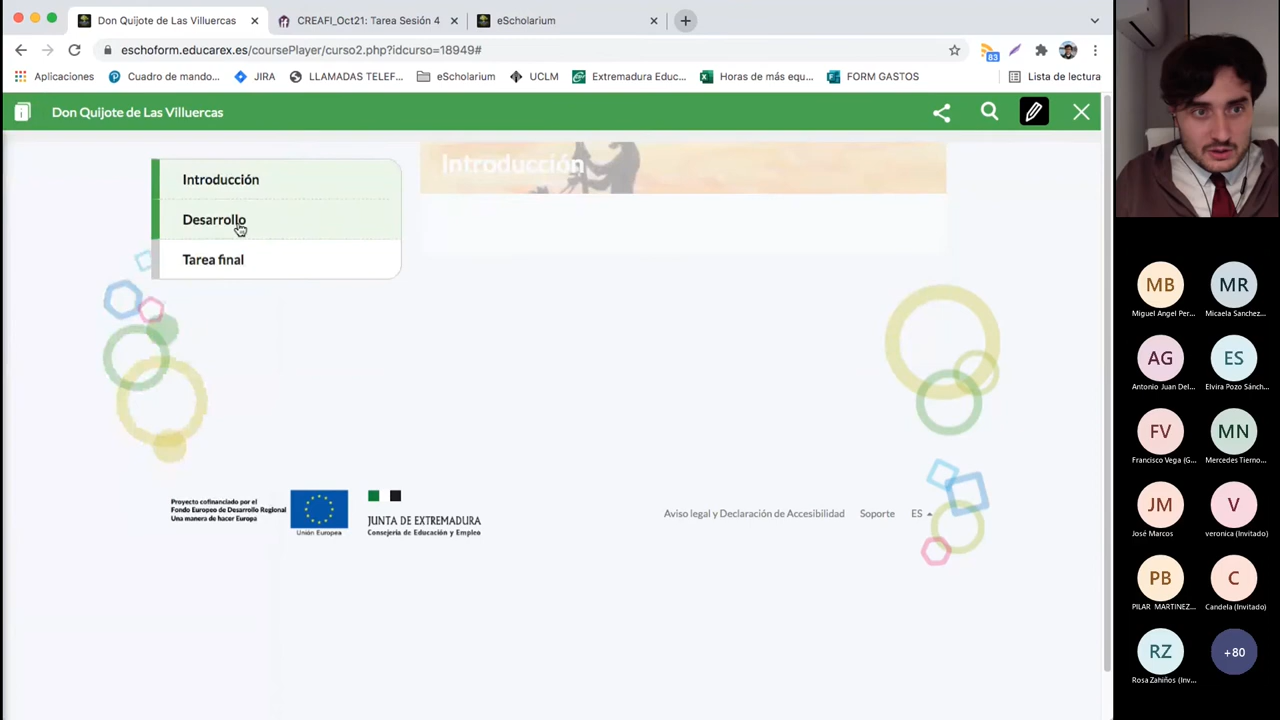 Don Quijote de Las Villuercas
CREAFI_Oct21: Tarea Sesión 4
eScholarium
eschoform.educarex.es/coursePlayer/curso2.php?idcurso=18949#
83
Aplicaciones
Cuadro de mando...
JIRA
LLAMADAS TELEF...
eScholarium
UCLM
Extremadura Educ...
Horas de más equ...
FORM GASTOS
Lista de lectura
Don Quijote de Las Villuercas
Introducción
Desarrollo
Tarea final
Introducción
Proyecto cofinanciado por el
Fondo Europeo de Desarrollo Regional
Una manera de hacer Europa
Unión Europea
JUNTA DE EXTREMADURA
Consejería de Educación y Empleo
Aviso legal y Declaración de Accesibilidad
Soporte
ES
MB
Miguel Angel Per...
MR
Micaela Sanchez...
AG
Antonio Juan Del...
ES
Elvira Pozo Sánch...
FV
Francisco Vega (G...
MN
Mercedes Tierno...
JM
José Marcos
V
veronica (Invitado)
PB
PILAR MARTINEZ...
C
Candela (Invitado)
RZ
Rosa Zahiños (Inv...
+80